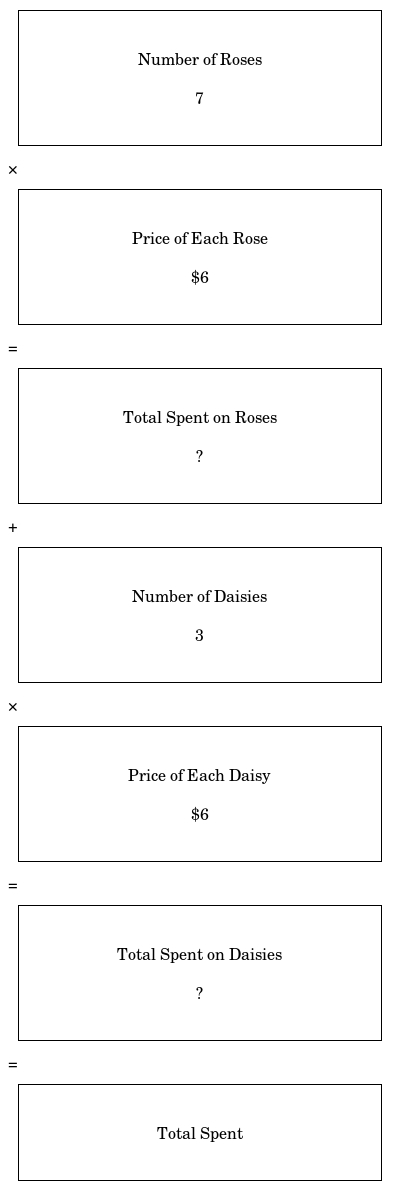 Number of Roses
7
×
Price of Each Rose
$6
=
Total Spent on Roses
?
+
Number of Daisies
3
×
Price of Each Daisy
$6
=
Total Spent on Daisies
?
=
Total Spent